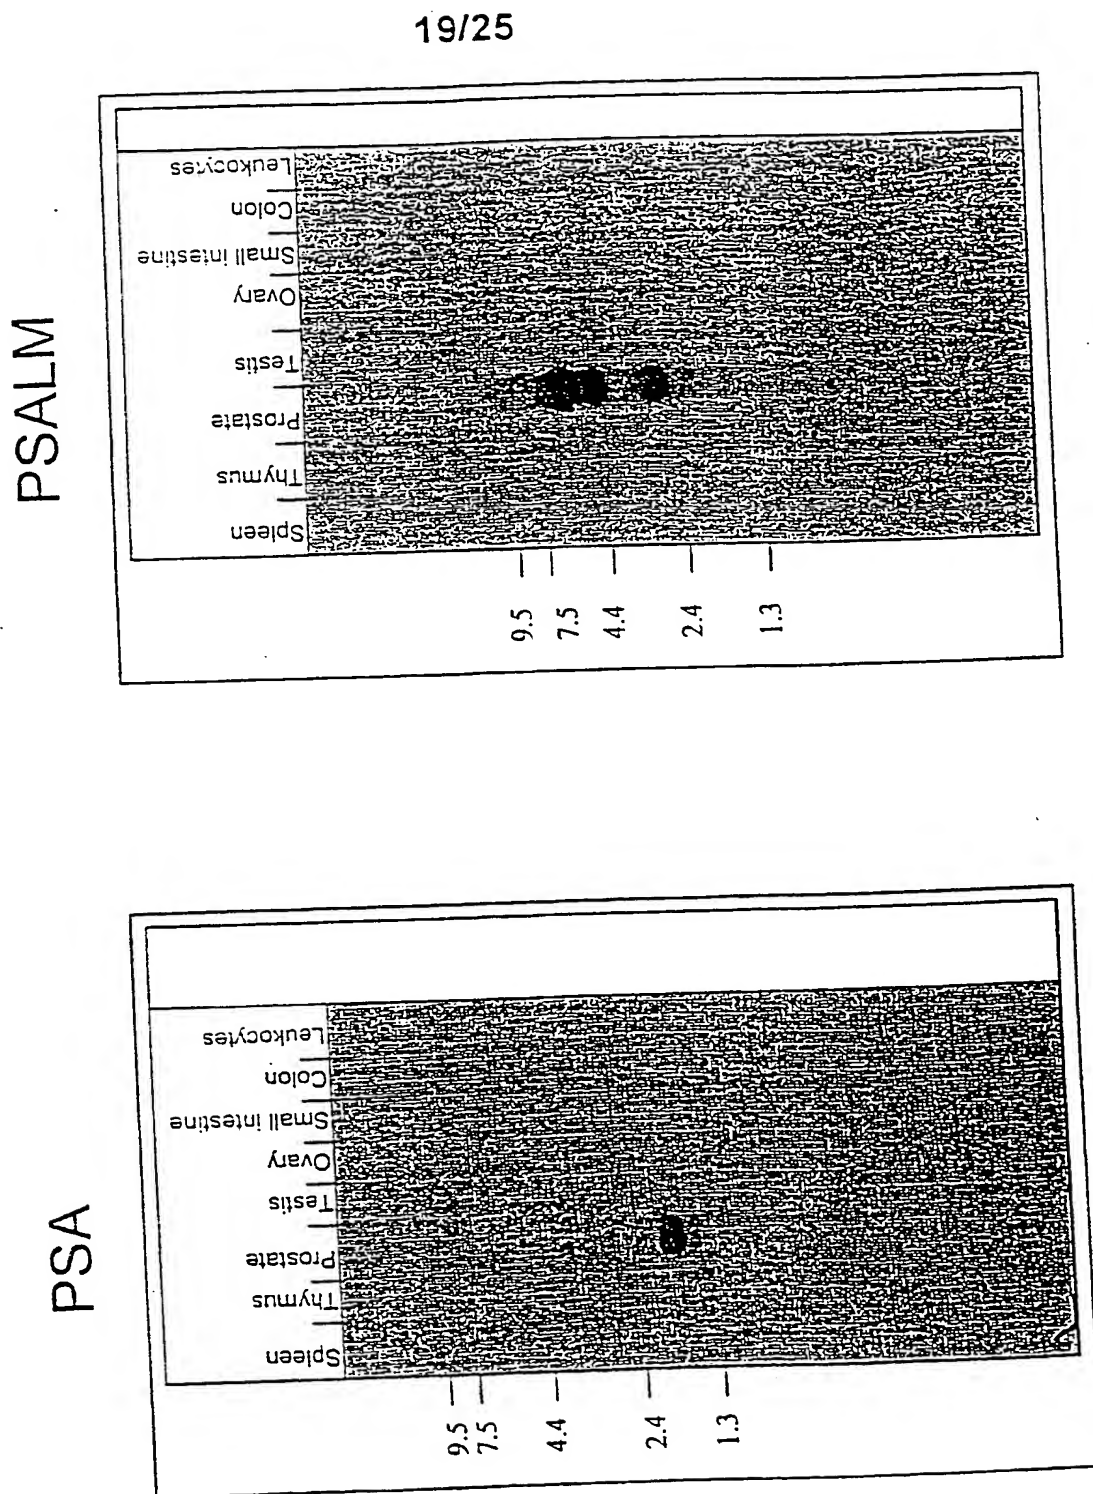 19/25
PSALM
Leukocytes
Colon
Small intestine
Ovary
Testis
Prostate
Thymus
Spleen
9.5
7.5
4.4
2.4
1.3
PSA
Leukocytes
Colon
Small intestine
Ovary
Testis
Prostate
Thymus
Spleen
9.5
7.5
4.4
2.4
1.3